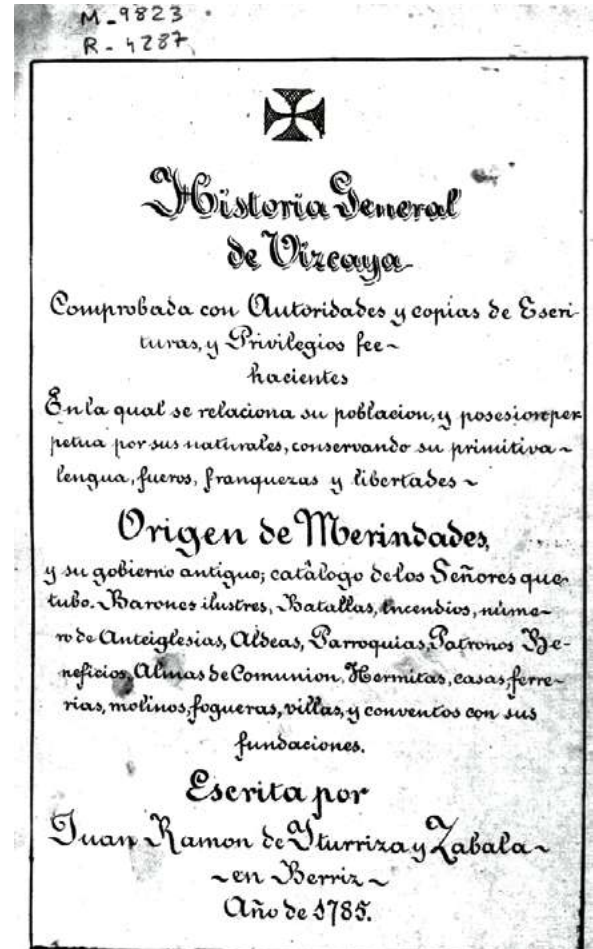 M-9823
R-4287
Historia General
de Vizcaya
Comprobada con Autoridades y copias de Escri-
turas, y Privilegios fee-
hacientes
En la qual se relaciona su poblacion, y posesion per
petua por sus naturales, conservando su primitiva ~
lengua, fueros, franquezas y libertades ~
Origen de Merindades,
y su gobierno antiguo; catálogo de los Señores que
tubo. Barones ilustres, Batallas, incendios, núme-
ro de Anteiglesias, Aldeas, Parroquias, Patronos Be-
neficios, Almas de Comunion, Hermitas, casas, ferre-
rias, molinos, fogueras, villas, y conventos con sus
fundaciones.
Escrita por
Juan Ramon de Yturriza y Zabala ~
~ en Berriz ~
Año de 1785.